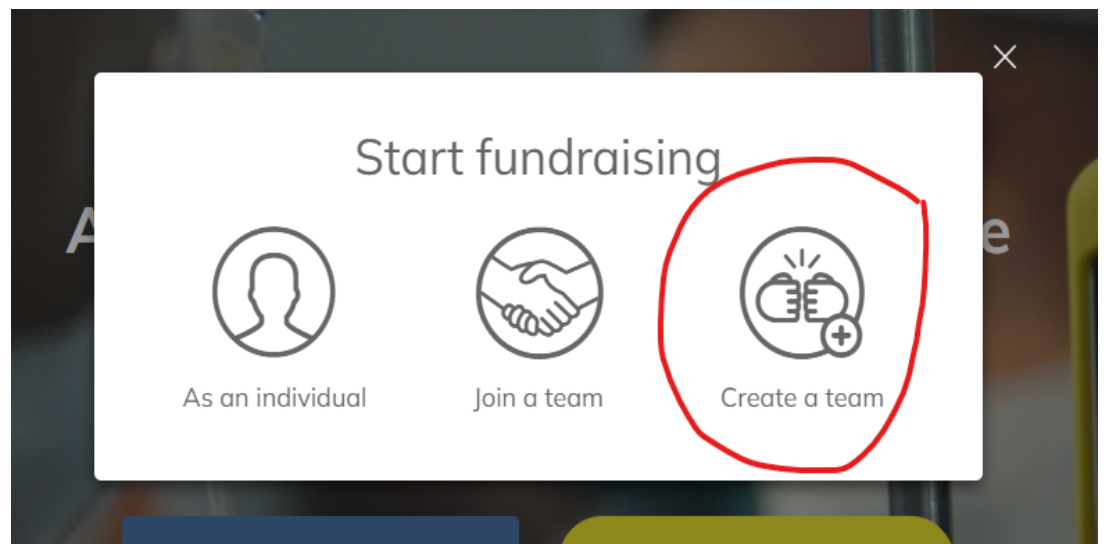 Start fundraising
A
e
As an individual
Join a team
Create a team